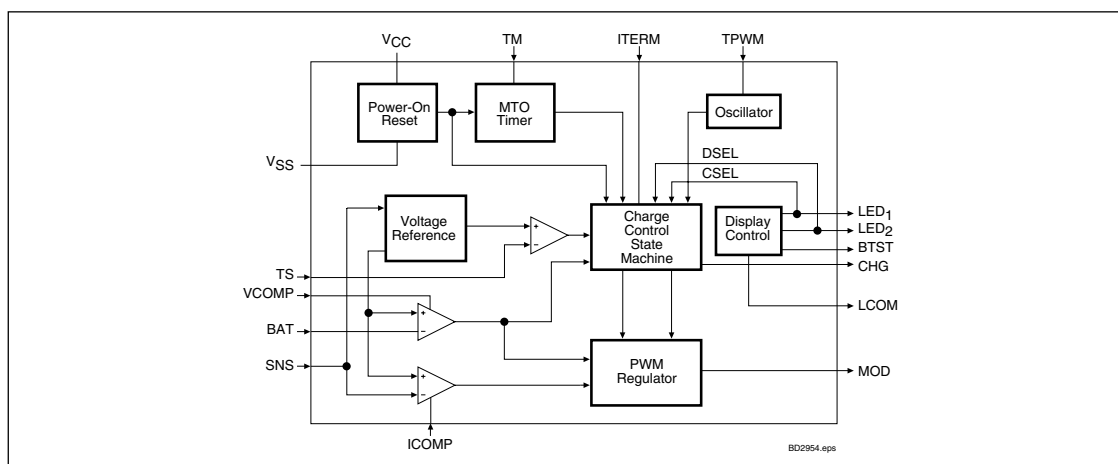 VCC
TM
ITERM
TPWM
Power-On
Reset
MTO
Timer
Oscillator
VSS
DSEL
CSEL
Voltage
Reference
+
−
Charge
Control
State
Machine
Display
Control
LED1
LED2
BTST
CHG
TS
VCOMP
LCOM
+
−
BAT
SNS
PWM
Regulator
MOD
+
−
ICOMP
BD2954.eps